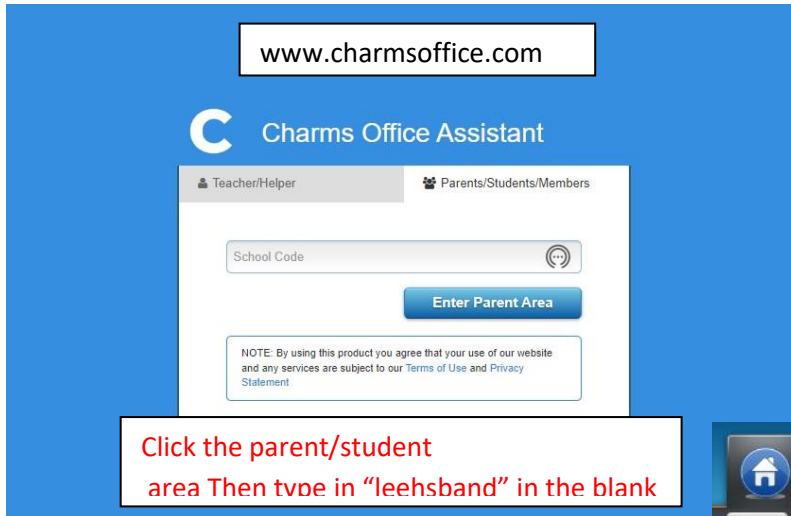 www.charmsoffice.com
C Charms Office Assistant
Teacher/Helper
Parents/Students/Members
School Code
Enter Parent Area
NOTE: By using this product you agree that your use of our website
and any services are subject to our Terms of Use and Privacy
Statement
Click the parent/student
area Then type in “leehsband” in the blank